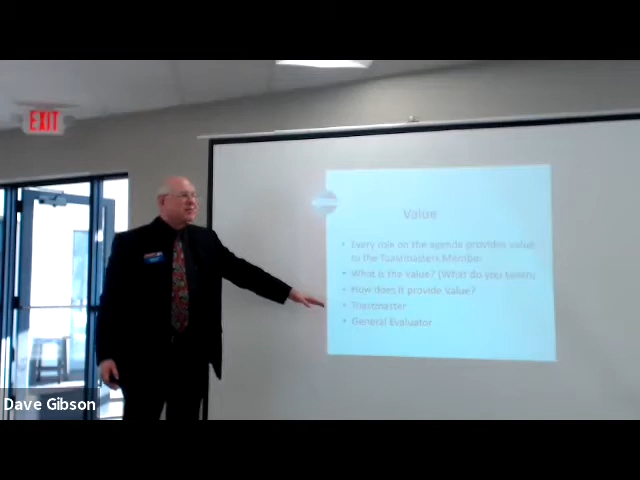 EXIT
Value
• Every role on the agenda provides value
to the Toastmasters Member
• What is the value? (What do you learn)
• How does it provide value?
• Toastmaster
• General Evaluator
Dave Gibson